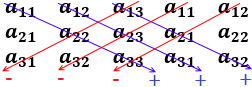 a₁₁ a₁₂ a₁₃ a₁₁ a₁₂
a₂₁ a₂₂ a₂₃ a₂₁ a₂₂
a₃₁ a₃₂ a₃₃ a₃₁ a₃₂
- - - + + +